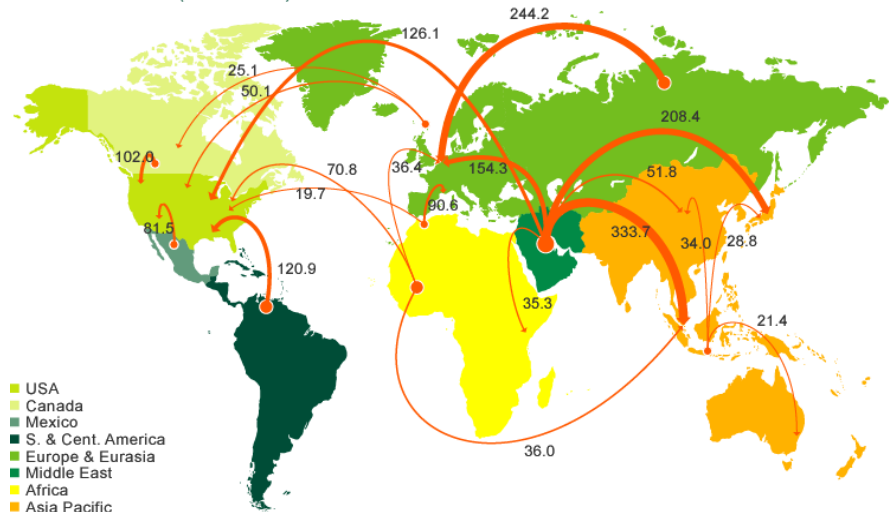 244.2
126.1
25.1
50.1
208.4
102.0
70.8
36.4
154.3
51.8
19.7
90.6
81.5
333.7
34.0
28.8
120.9
35.3
21.4
36.0
USA
Canada
Mexico
S. & Cent. America
Europe & Eurasia
Middle East
Africa
Asia Pacific